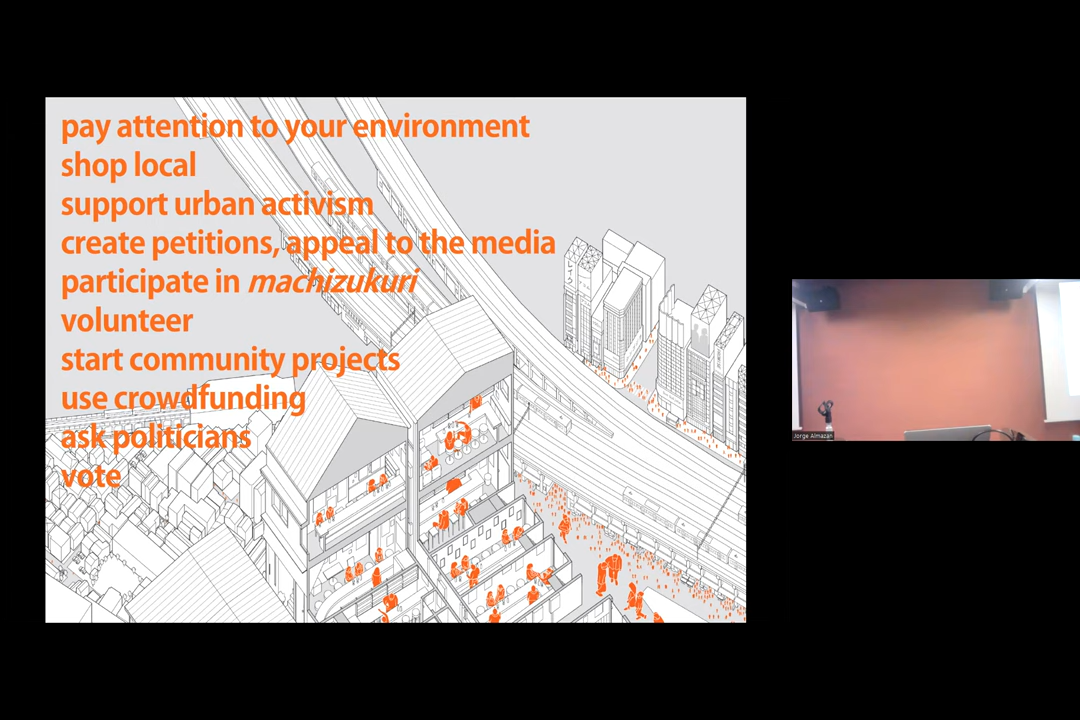 pay attention to your environment
shop local
support urban activism
create petitions, appeal to the media
participate in machizukuri
volunteer
start community projects
use crowdfunding
ask politicians
vote
Jorge Almazan